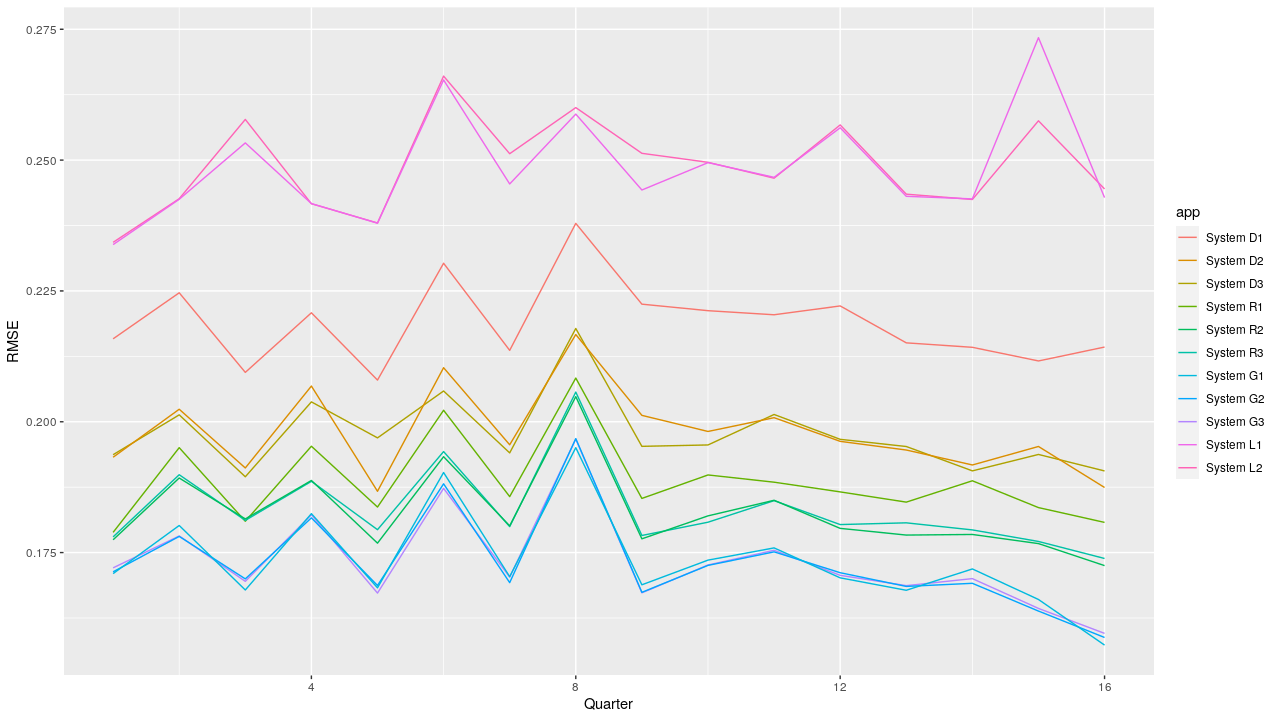 0.275
0.250
0.225
0.200
0.175
RMSE
4
8
12
16
Quarter
app
System D1
System D2
System D3
System R1
System R2
System R3
System G1
System G2
System G3
System L1
System L2